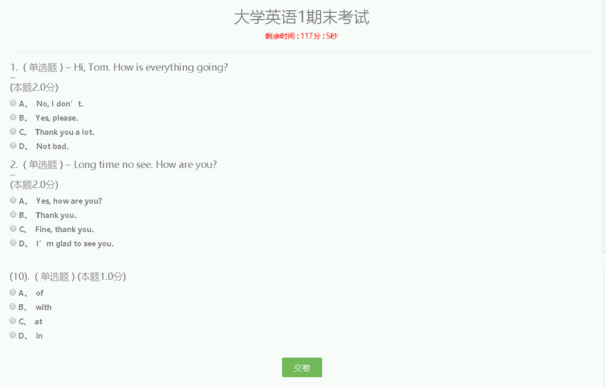 大学英语1期末考试
剩余时间 : 117分 : 5秒
1. ( 单选题 ) – Hi, Tom. How is everything going?
–
(本题2.0分)
A、 No, I don’ t.
B、 Yes, please.
C、 Thank you a lot.
D、 Not bad.
2. ( 单选题 ) – Long time no see. How are you?
–
(本题2.0分)
A、 Yes, how are you?
B、 Thank you.
C、 Fine, thank you.
D、 I’ m glad to see you.
(10). ( 单选题 ) (本题1.0分)
A、 of
B、 with
C、 at
D、 in
交卷